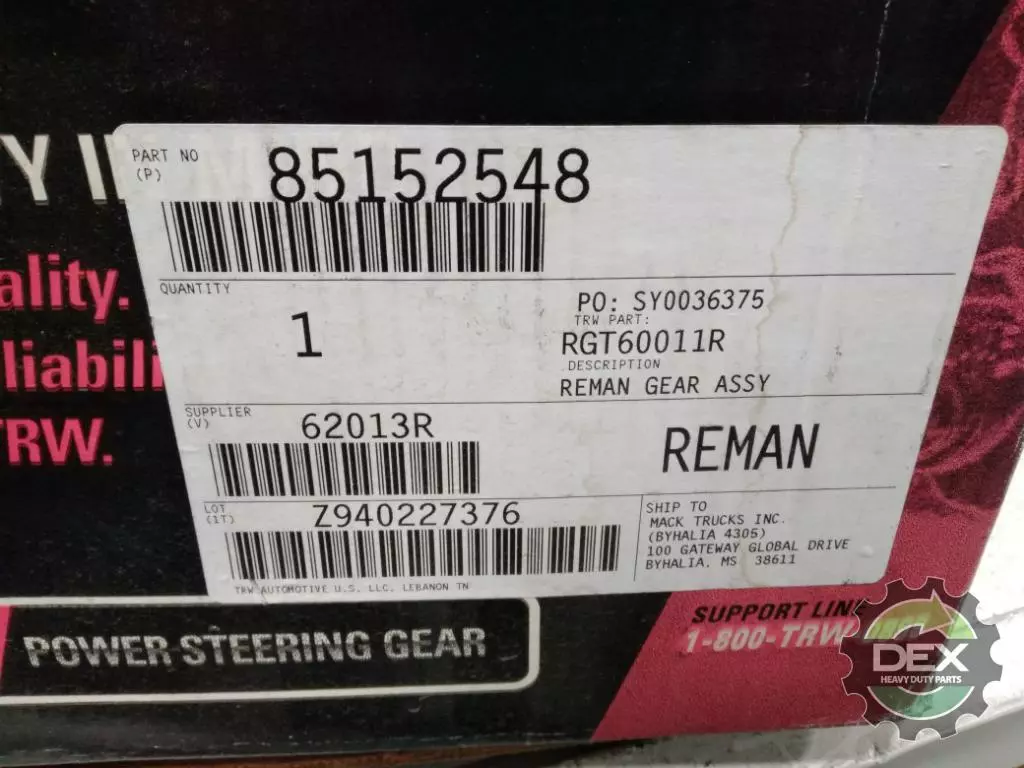 PART NO
(P)
85152548
QUANTITY
1
PO: SY0036375
TRW PART:
RGT60011R
DESCRIPTION
REMAN GEAR ASSY
SUPPLIER
(V)
62013R
REMAN
LOT
(1T)
Z940227376
SHIP TO
MACK TRUCKS INC.
(BYHALIA 4305)
100 GATEWAY GLOBAL DRIVE
BYHALIA, MS 38611
TRW AUTOMOTIVE U.S. LLC. LEBANON TN
ality.
liabili
TRW.
POWER STEERING GEAR
SUPPORT LINE
1-800-TRW
DEX
HEAVY DUTY PARTS